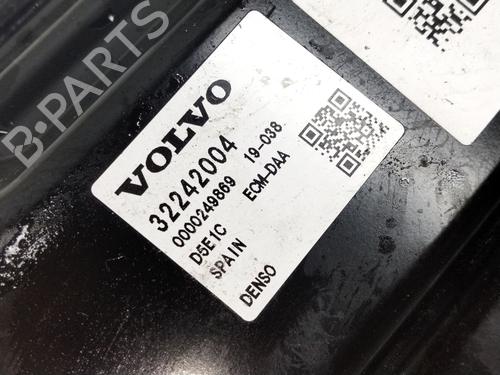 B-PARTS
VOLVO
32242004
0000249869 19-038
D5E1C ECM-DAA
SPAIN
DENSO